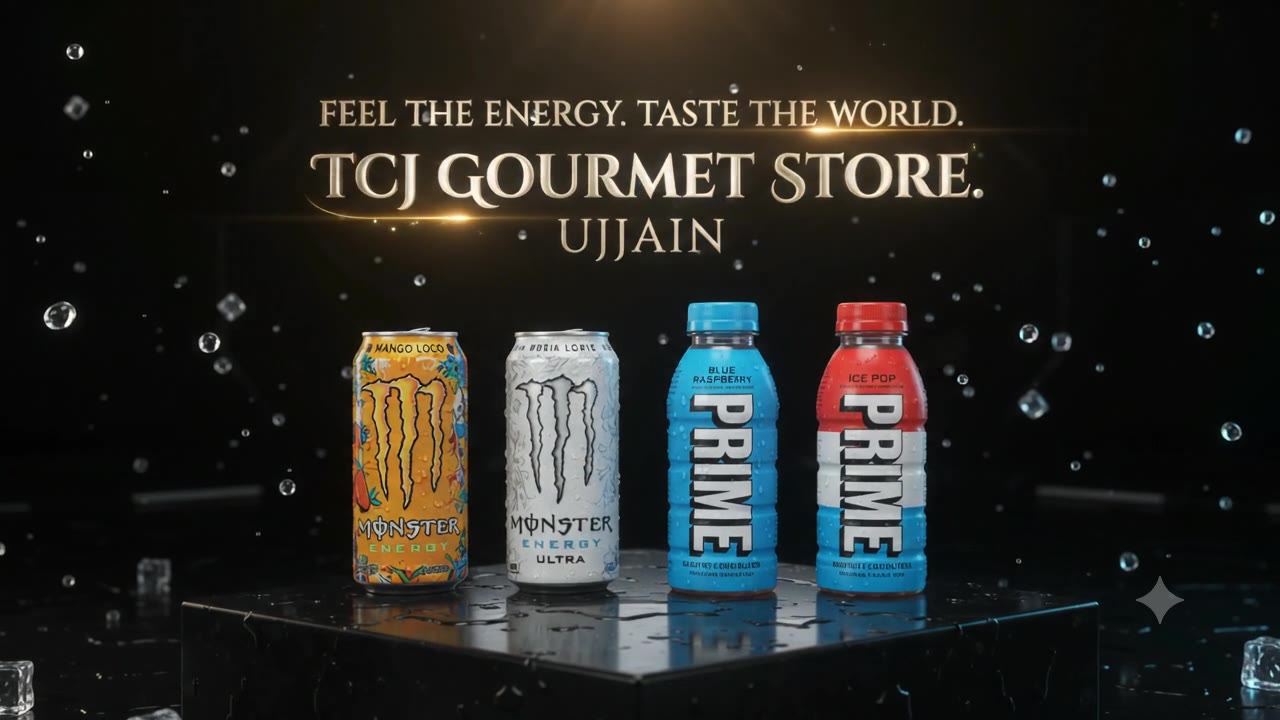 FEEL THE ENERGY. TASTE THE WORLD.
TCJ GOURMET STORE.
UJJAIN
MANGO LOCO
MONSTER
ENERGY
MONSTER
ENERGY
ULTRA
BLUE
RASPBERRY
PRIME
ICE POP
PRIME